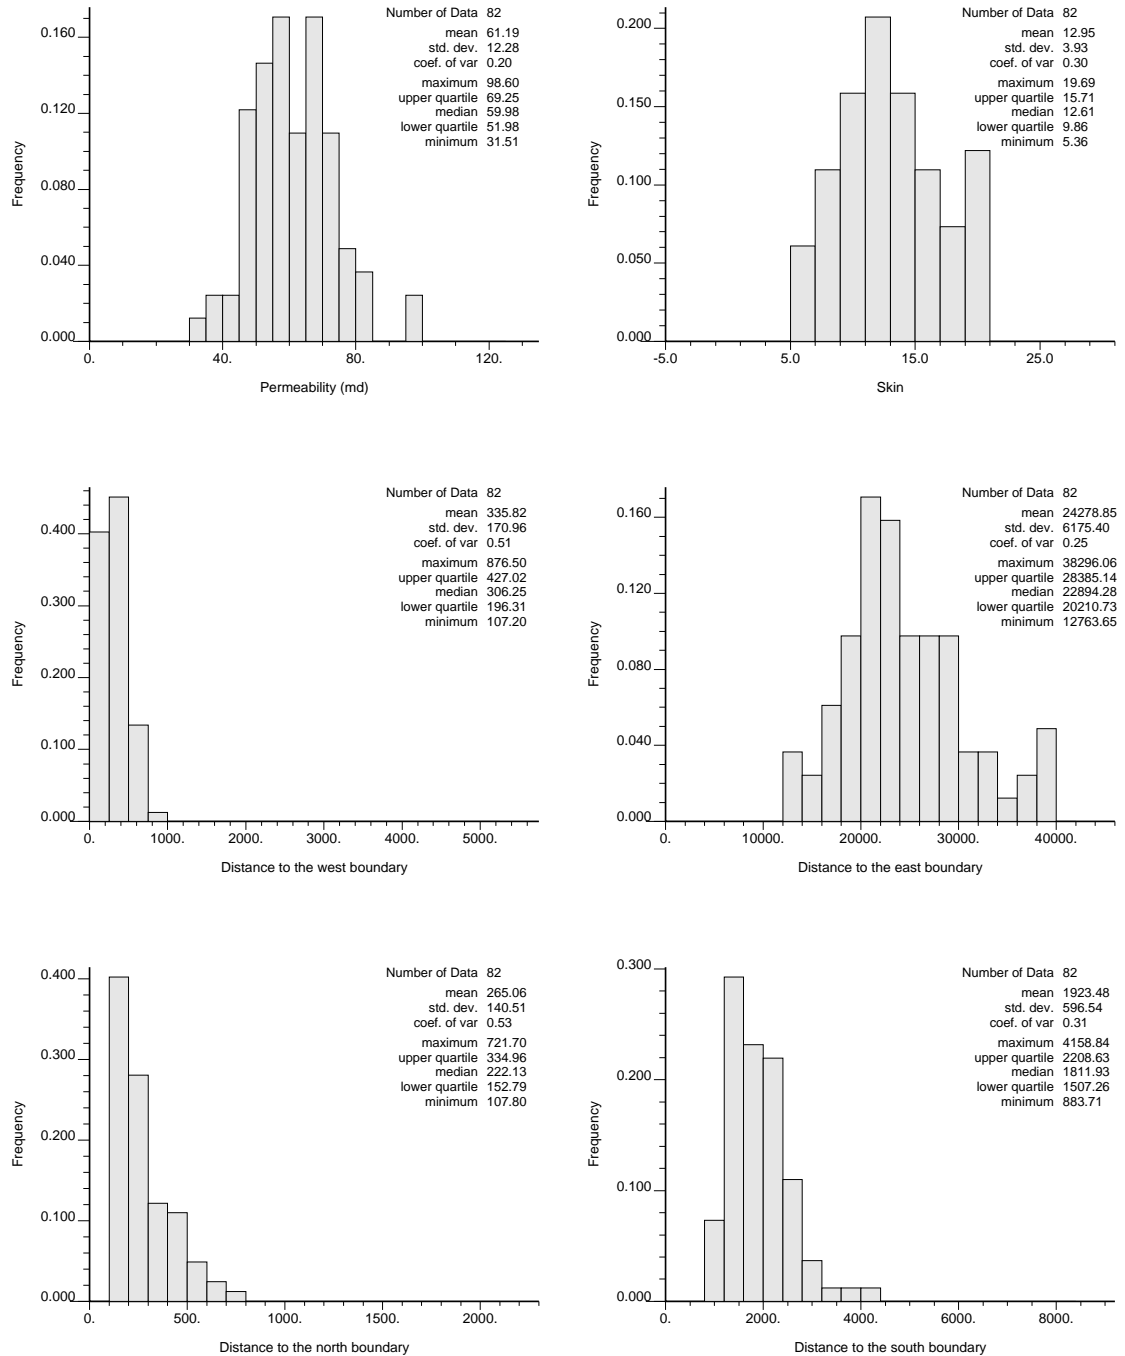 Number of Data 82
mean 61.19
std. dev. 12.28
coef. of var 0.20
maximum 98.60
upper quartile 69.25
median 59.98
lower quartile 51.98
minimum 31.51
Frequency
0.160
0.120
0.080
0.040
0.000
0. 40. 80. 120.
Permeability (md)
Number of Data 82
mean 12.95
std. dev. 3.93
coef. of var 0.30
maximum 19.69
upper quartile 15.71
median 12.61
lower quartile 9.86
minimum 5.36
Frequency
0.200
0.150
0.100
0.050
0.000
-5.0 5.0 15.0 25.0
Skin
Number of Data 82
mean 335.82
std. dev. 170.96
coef. of var 0.51
maximum 876.50
upper quartile 427.02
median 306.25
lower quartile 196.31
minimum 107.20
Frequency
0.400
0.300
0.200
0.100
0.000
0. 1000. 2000. 3000. 4000. 5000.
Distance to the west boundary
Number of Data 82
mean 24278.85
std. dev. 6175.40
coef. of var 0.25
maximum 38296.06
upper quartile 28385.14
median 22894.28
lower quartile 20210.73
minimum 12763.65
Frequency
0.160
0.120
0.080
0.040
0.000
0. 10000. 20000. 30000. 40000.
Distance to the east boundary
Number of Data 82
mean 265.06
std. dev. 140.51
coef. of var 0.53
maximum 721.70
upper quartile 334.96
median 222.13
lower quartile 152.79
minimum 107.80
Frequency
0.400
0.300
0.200
0.100
0.000
0. 500. 1000. 1500. 2000.
Distance to the north boundary
Number of Data 82
mean 1923.48
std. dev. 596.54
coef. of var 0.31
maximum 4158.84
upper quartile 2208.63
median 1811.93
lower quartile 1507.26
minimum 883.71
Frequency
0.300
0.200
0.100
0.000
0. 2000. 4000. 6000. 8000.
Distance to the south boundary